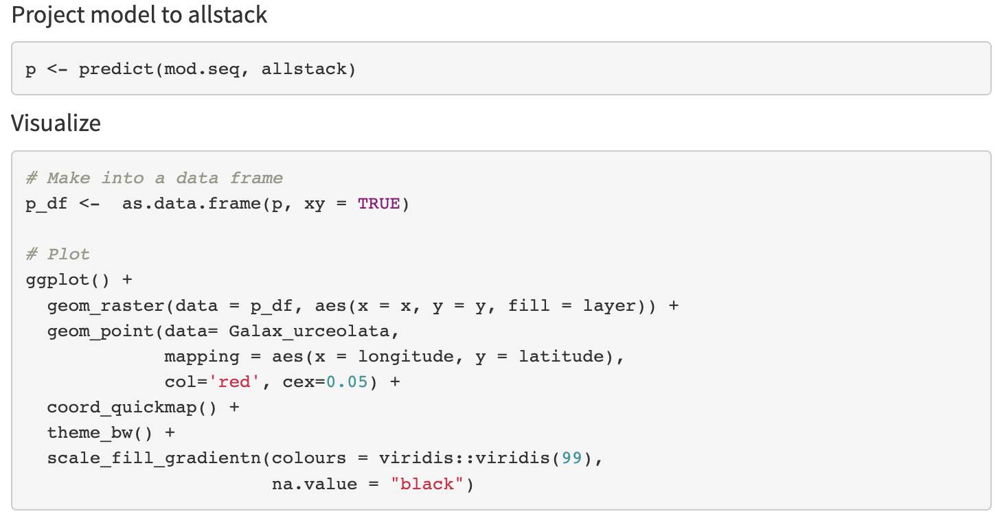 Project model to allstack
p <- predict(mod.seq, allstack)
Visualize
# Make into a data frame
p_df <-  as.data.frame(p, xy = TRUE)
# Plot
ggplot() +
  geom_raster(data = p_df, aes(x = x, y = y, fill = layer)) +
  geom_point(data= Galax_urceolata,
             mapping = aes(x = longitude, y = latitude),
             col='red', cex=0.05) +
  coord_quickmap() +
  theme_bw() +
  scale_fill_gradientn(colours = viridis::viridis(99),
                       na.value = "black")